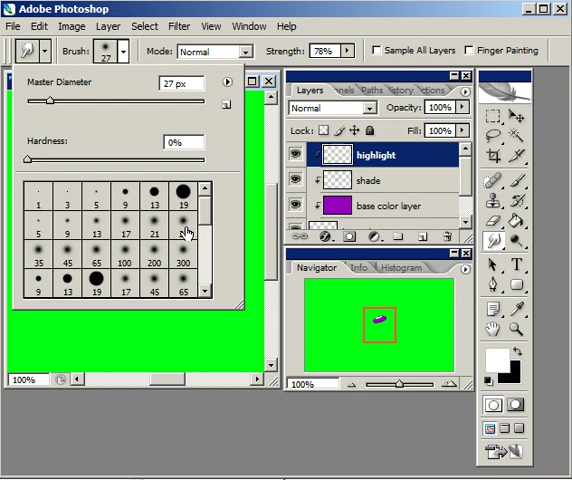 Adobe Photoshop
File Edit Image Layer Select Filter View Window Help
Brush: 27 Mode: Normal Strength: 78% Sample All Layers Finger Painting
Master Diameter 27 px
Hardness: 0%
1 3 5 9 13 19
5 9 13 17 21
35 45 65 100 200 300
9 13 19 17 45 65
100%
Layers nnels Paths History ctions
Normal Opacity: 100%
Lock: Fill: 100%
highlight
shade
base color layer
Navigator Info Histogram
100%
T